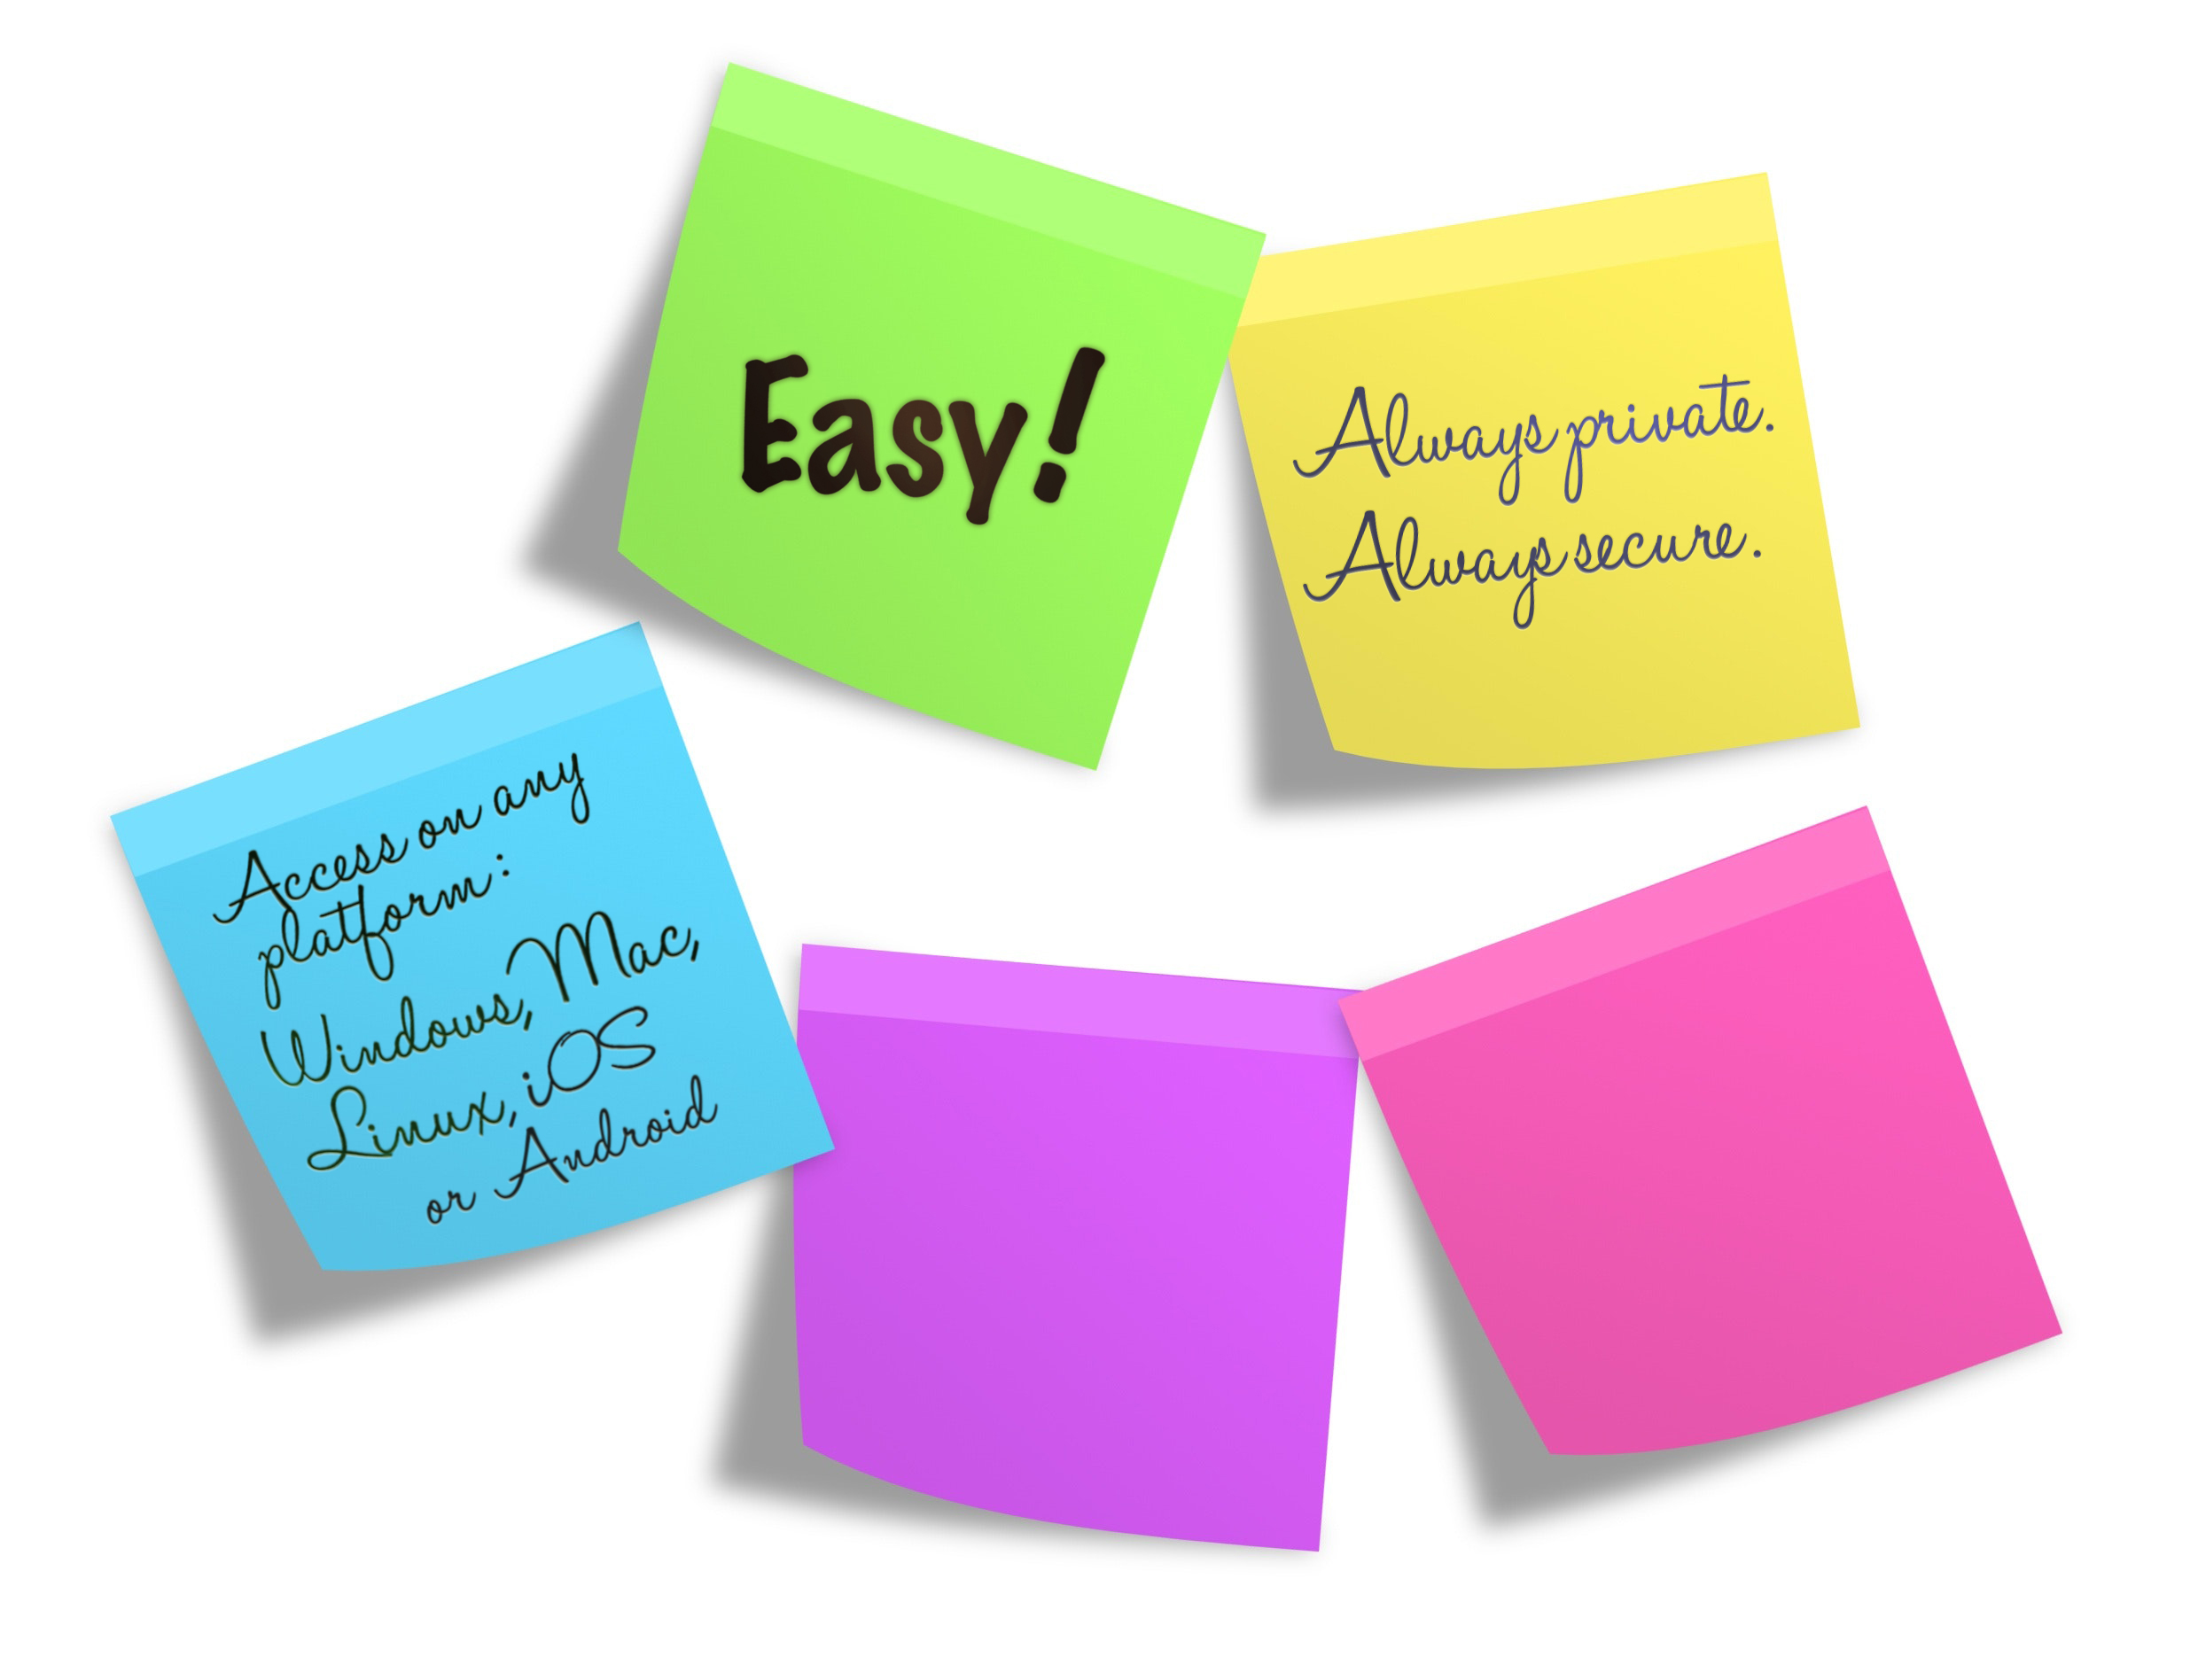 Easy!
Always private.
Always secure.
Access on any
platform:
Windows, Mac,
Linux, iOS
or Android